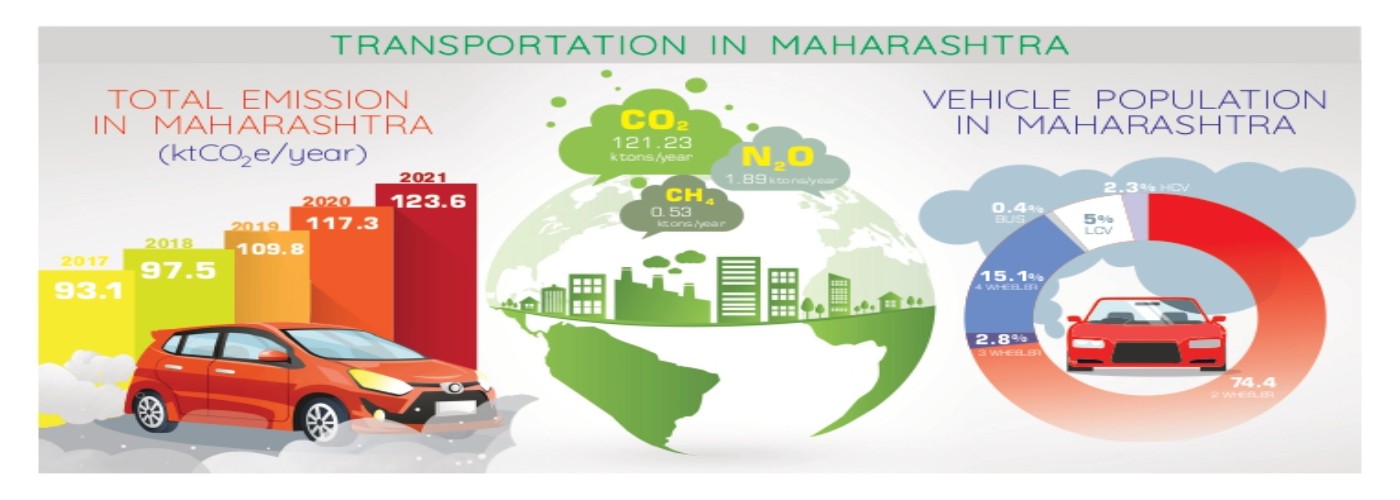 TRANSPORTATION IN MAHARASHTRA
TOTAL EMISSION
IN MAHARASHTRA
(ktCO₂e/year)
2017
93.1
2018
97.5
2019
109.8
2020
117.3
2021
123.6
CO₂
121.23
ktons/year
N₂O
1.89 ktons/year
CH₄
0.53
ktons/year
VEHICLE POPULATION
IN MAHARASHTRA
2.3% HCV
0.4%
BUS
5%
LCV
15.1%
4 WHEELER
2.8%
3 WHEELER
74.4
2 WHEELER